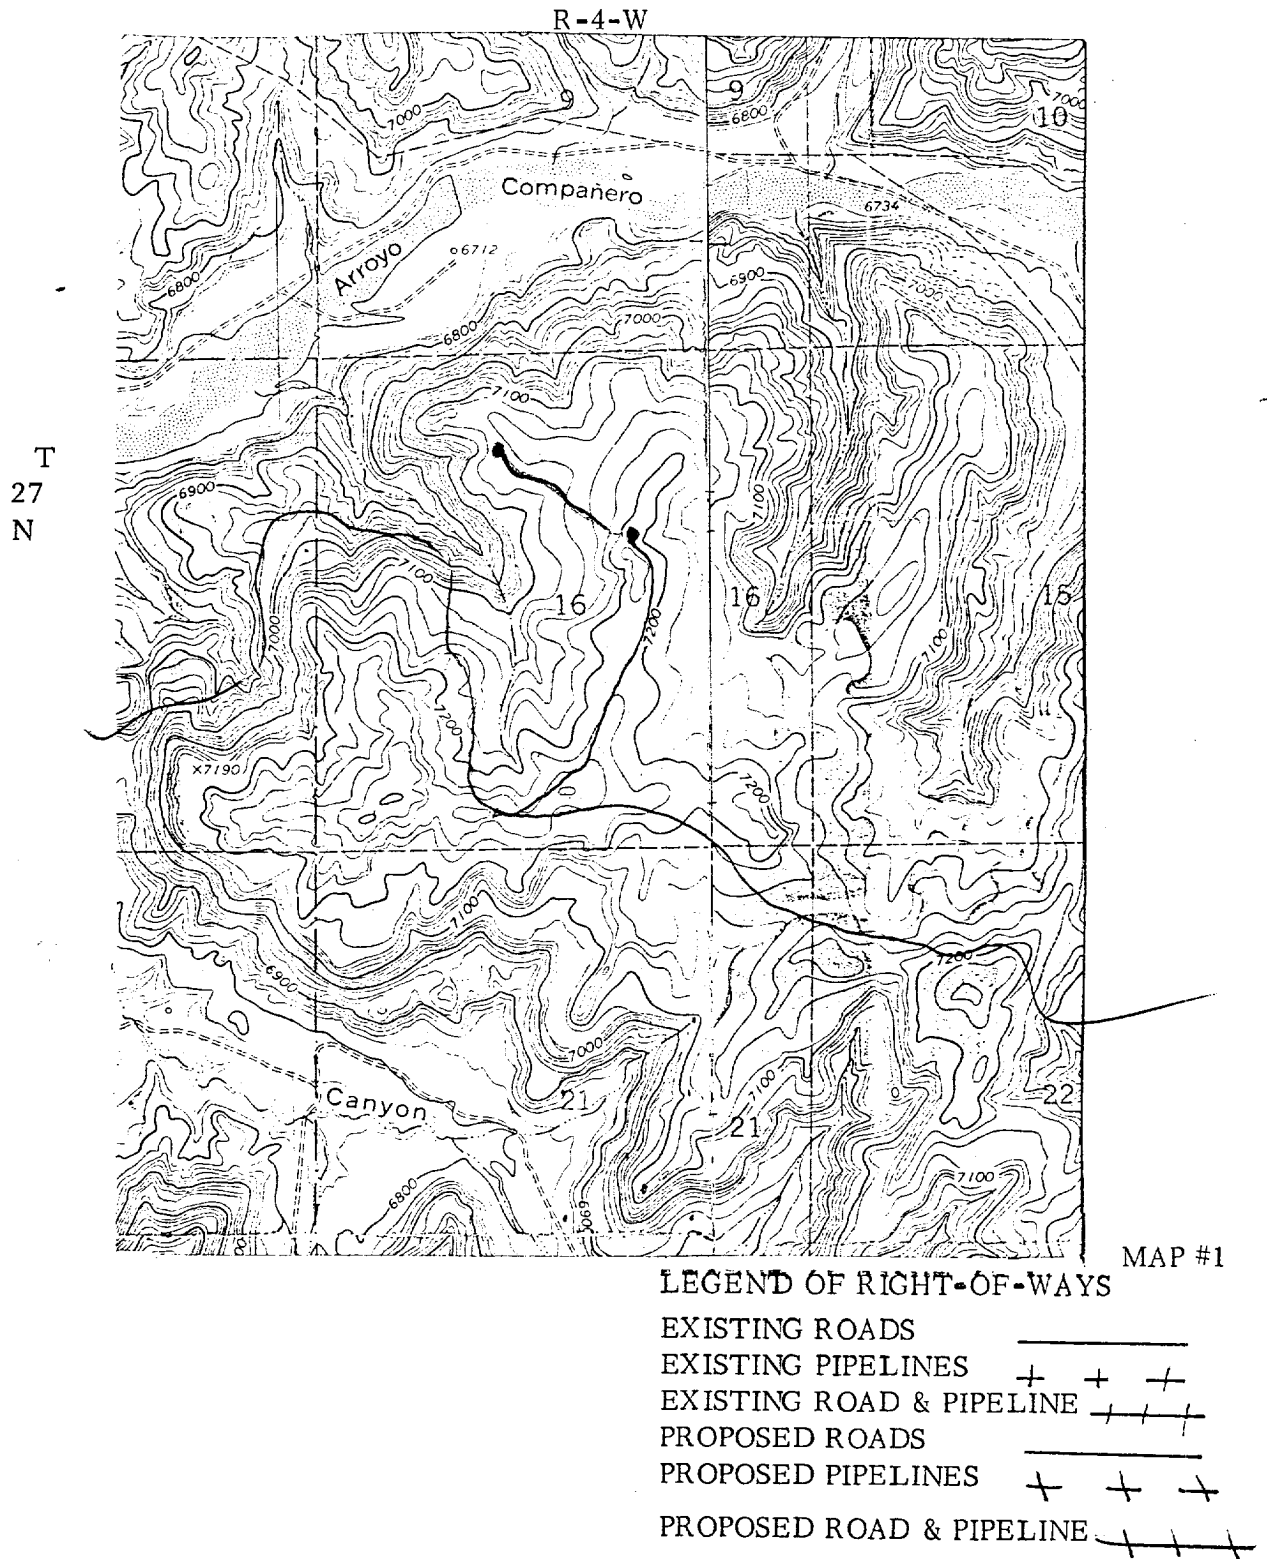 R-4-W
9
9
10
7000
7000
6800
Compañero
6734
Arroyo
6712
6800
6900
7000
7000
6800
7100
T
27
N
6900
7100
7100
16
16
15
7200
7000
7100
7200
X7190
7200
7100
7200
6900
7000
7100
Canyon
21
22
21
7100
6800
6900
MAP #1
LEGEND OF RIGHT-OF-WAYS
EXISTING ROADS
EXISTING PIPELINES
EXISTING ROAD & PIPELINE
PROPOSED ROADS
PROPOSED PIPELINES
PROPOSED ROAD & PIPELINE